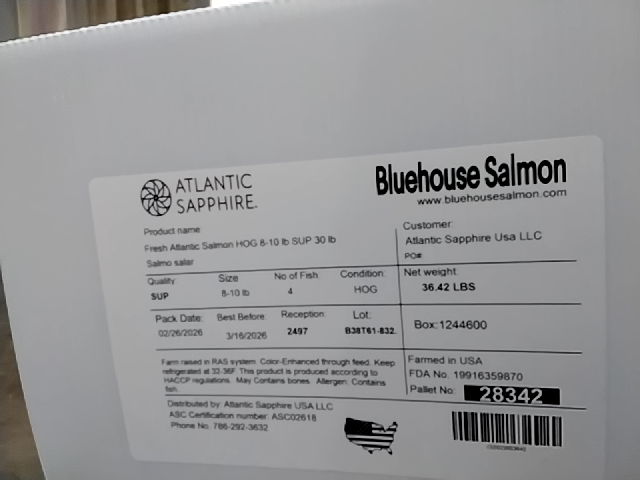 ATLANTIC
SAPPHIRE.
Bluehouse Salmon
www.bluehousesalmon.com
Product name
Fresh Atlantic Salmon HOG 8-10 lb SUP 30 lb
Salmo salar
Customer:
Atlantic Sapphire Usa LLC
PO#
Quality: Size No of Fish: Condition: Net weight:
SUP 8-10 lb 4 HOG 36.42 LBS
Pack Date: Best Before: Reception: Lot:
02/26/2026 3/16/2026 2497 B38T61-832.
Box:1244600
Farm raised in RAS system. Color-Enhanced through feed. Keep
refrigerated at 32-36F. This product is produced according to
HACCP regulations. May Contains bones. Allergen: Contains
fish.
Farmed in USA
FDA No. 19916359870
Pallet No: 28342
Distributed by: Atlantic Sapphire USA LLC
ASC Certification number: ASC02618
Phone No. 786-292-3632